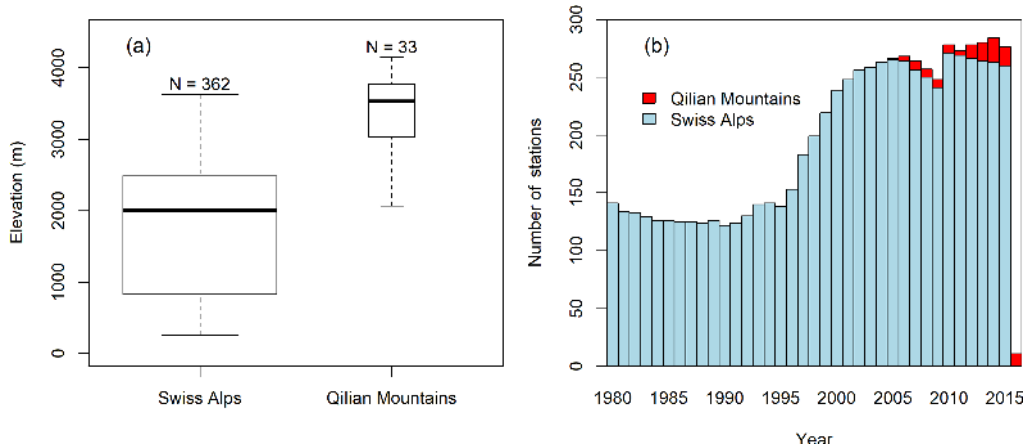 (a)
N = 362
N = 33
Elevation (m)
4000
3000
2000
1000
0
Swiss Alps
Qilian Mountains
(b)
Qilian Mountains
Swiss Alps
Number of stations
300
250
200
150
100
50
0
1980 1985 1990 1995 2000 2005 2010 2015
Year